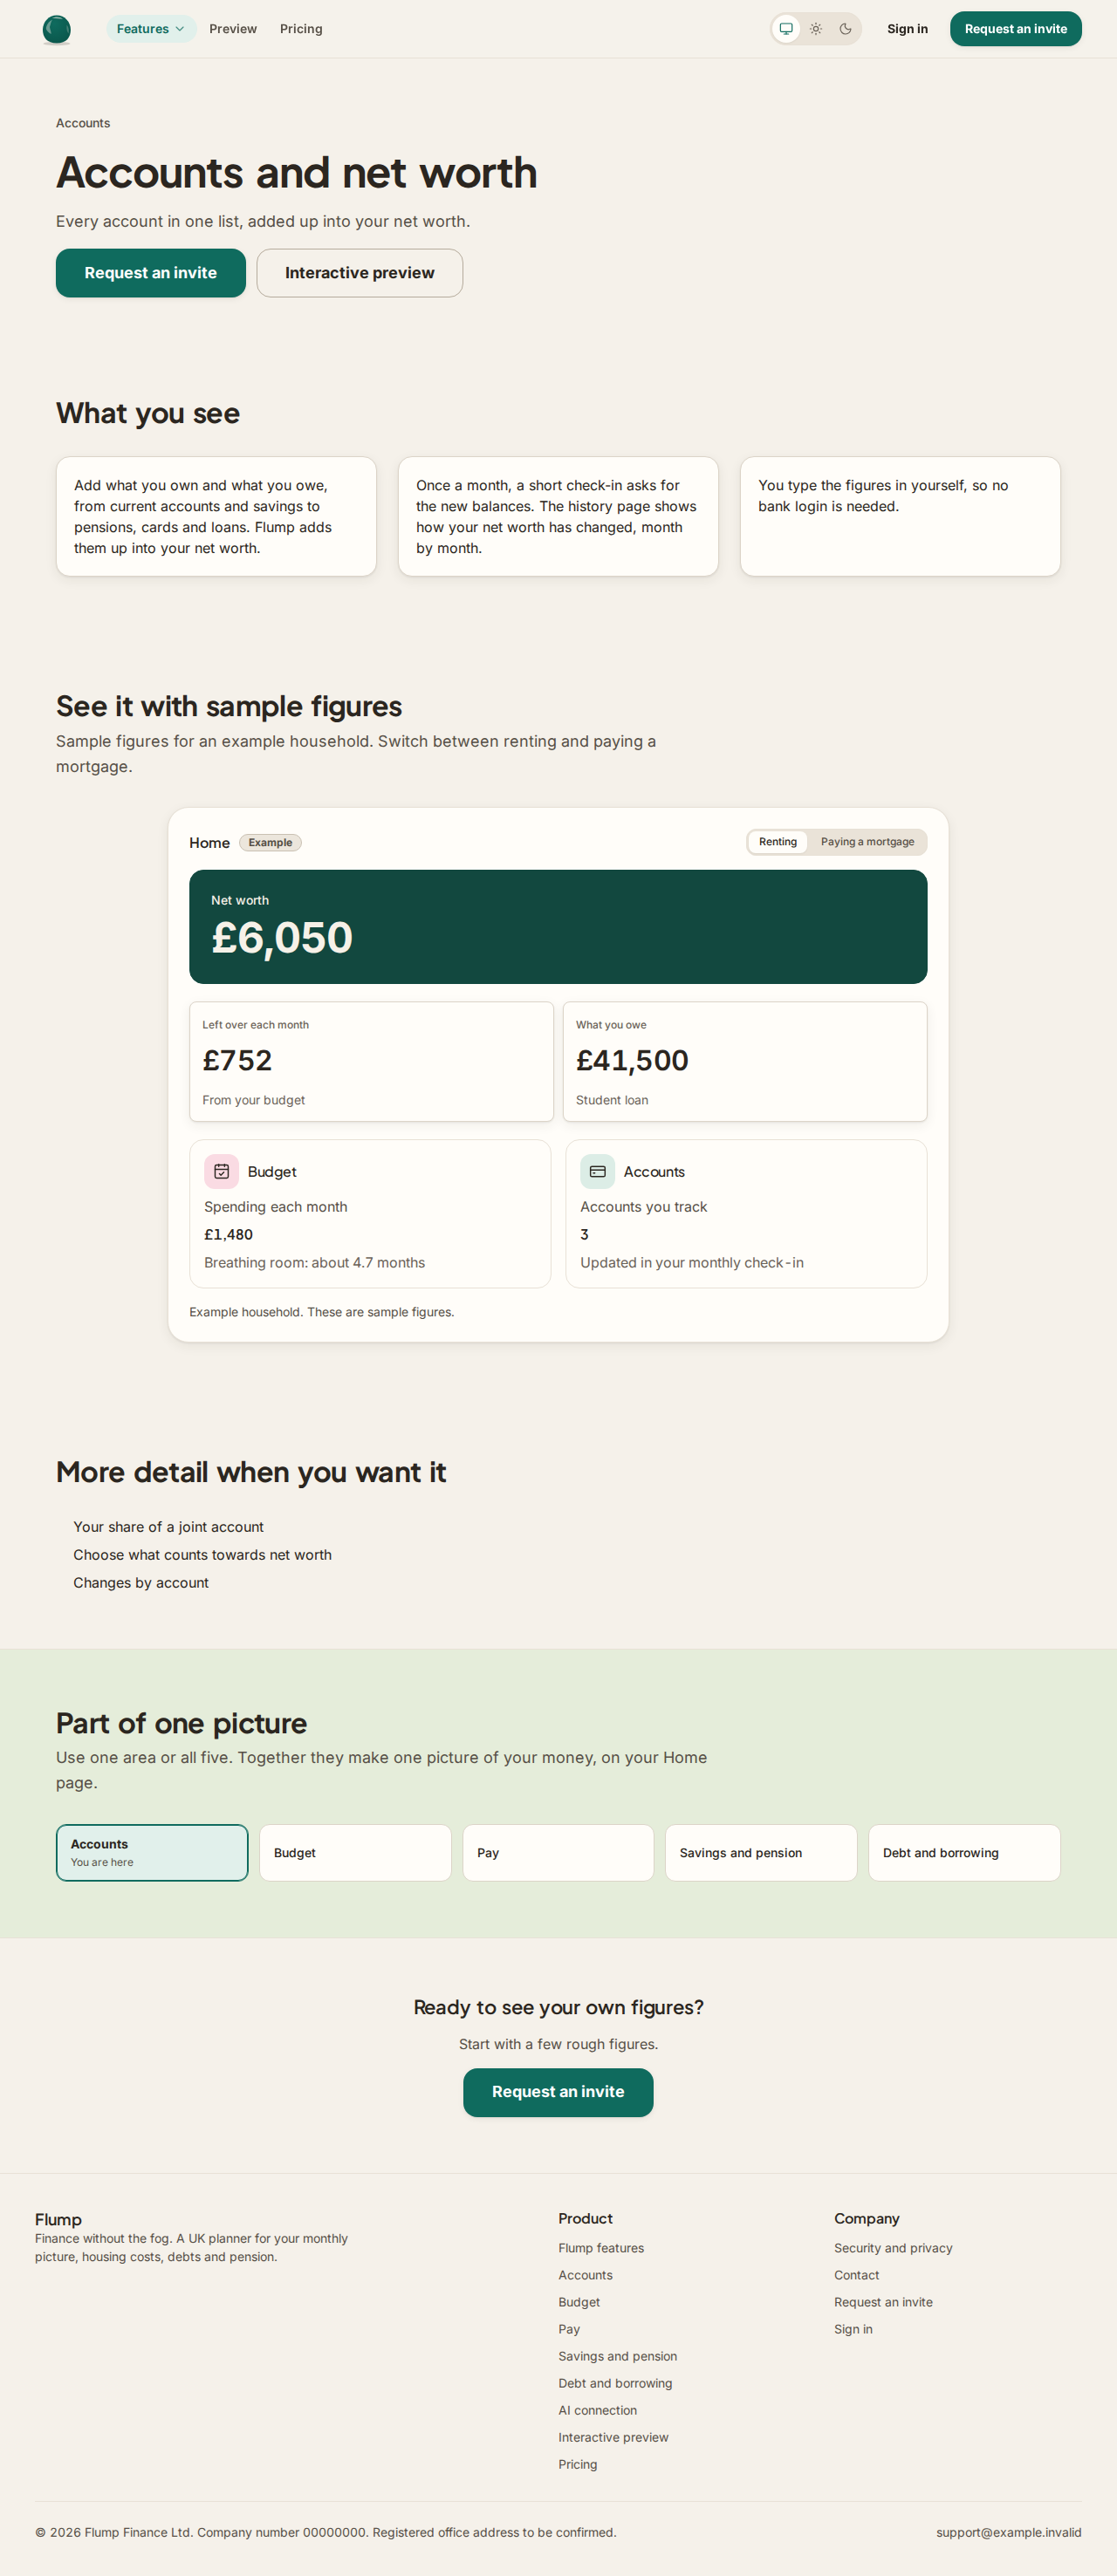 Features
Preview
Pricing
Sign in
Request an invite
Accounts
Accounts and net worth
Every account in one list, added up into your net worth.
Request an invite
Interactive preview
What you see
Add what you own and what you owe,
from current accounts and savings to
pensions, cards and loans. Flump adds
them up into your net worth.
Once a month, a short check-in asks for
the new balances. The history page shows
how your net worth has changed, month
by month.
You type the figures in yourself, so no
bank login is needed.
See it with sample figures
Sample figures for an example household. Switch between renting and paying a
mortgage.
Home
Example
Renting
Paying a mortgage
Net worth
£6,050
Left over each month
£752
From your budget
What you owe
£41,500
Student loan
Budget
Spending each month
£1,480
Breathing room: about 4.7 months
Accounts
Accounts you track
3
Updated in your monthly check-in
Example household. These are sample figures.
More detail when you want it
Your share of a joint account
Choose what counts towards net worth
Changes by account
Part of one picture
Use one area or all five. Together they make one picture of your money, on your Home
page.
Accounts
You are here
Budget
Pay
Savings and pension
Debt and borrowing
Ready to see your own figures?
Start with a few rough figures.
Request an invite
Flump
Finance without the fog. A UK planner for your monthly
picture, housing costs, debts and pension.
Product
Flump features
Accounts
Budget
Pay
Savings and pension
Debt and borrowing
AI connection
Interactive preview
Pricing
Company
Security and privacy
Contact
Request an invite
Sign in
© 2026 Flump Finance Ltd. Company number 00000000. Registered office address to be confirmed.
support@example.invalid